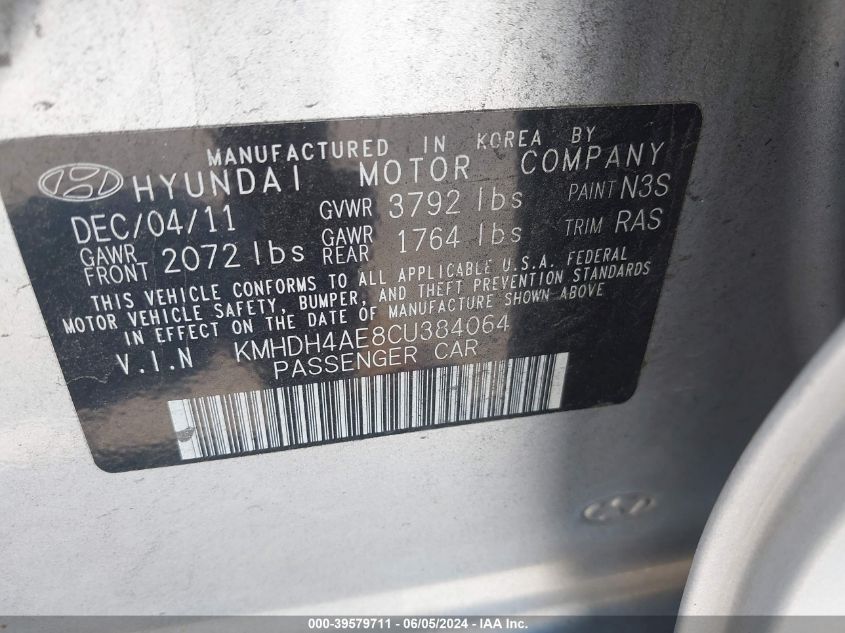 MANUFACTURED IN KOREA BY
HYUNDAI MOTOR COMPANY
DEC/04/11 GVWR 3792 lbs PAINT N3S
GAWR FRONT 2072 lbs GAWR REAR 1764 lbs TRIM RAS
THIS VEHICLE CONFORMS TO ALL APPLICABLE U.S.A. FEDERAL
MOTOR VEHICLE SAFETY, BUMPER, AND THEFT PREVENTION STANDARDS
IN EFFECT ON THE DATE OF MANUFACTURE SHOWN ABOVE.
V.I.N KMHDH4AE8CU384064
PASSENGER CAR
000-39579711 - 06/05/2024 - IAA Inc.